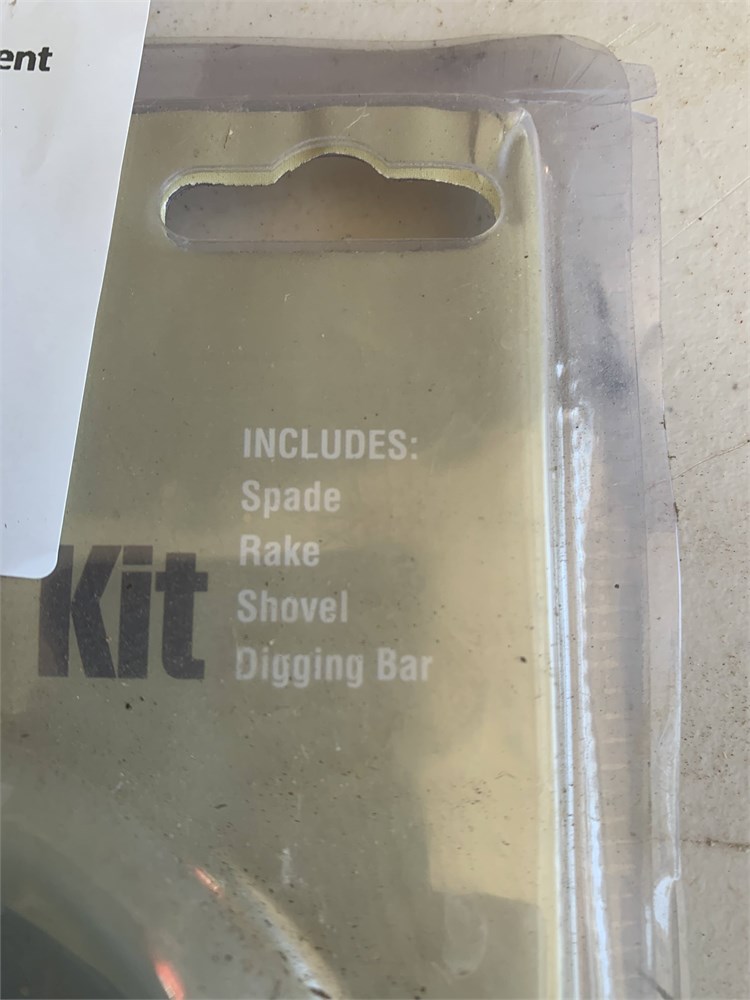 ent
INCLUDES:
Spade
Rake
Shovel
Digging Bar
Kit